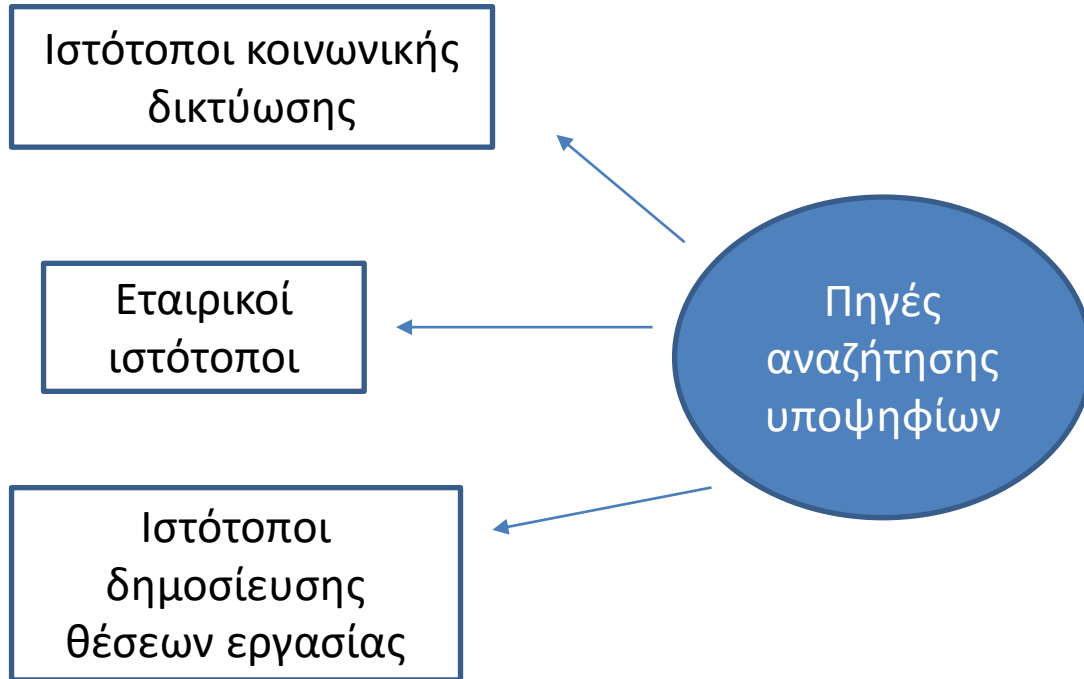 Ιστότοποι κοινωνικής
δικτύωσης
Εταιρικοί
ιστότοποι
Πηγές
αναζήτησης
υποψηφίων
Ιστότοποι
δημοσίευσης
θέσεων εργασίας